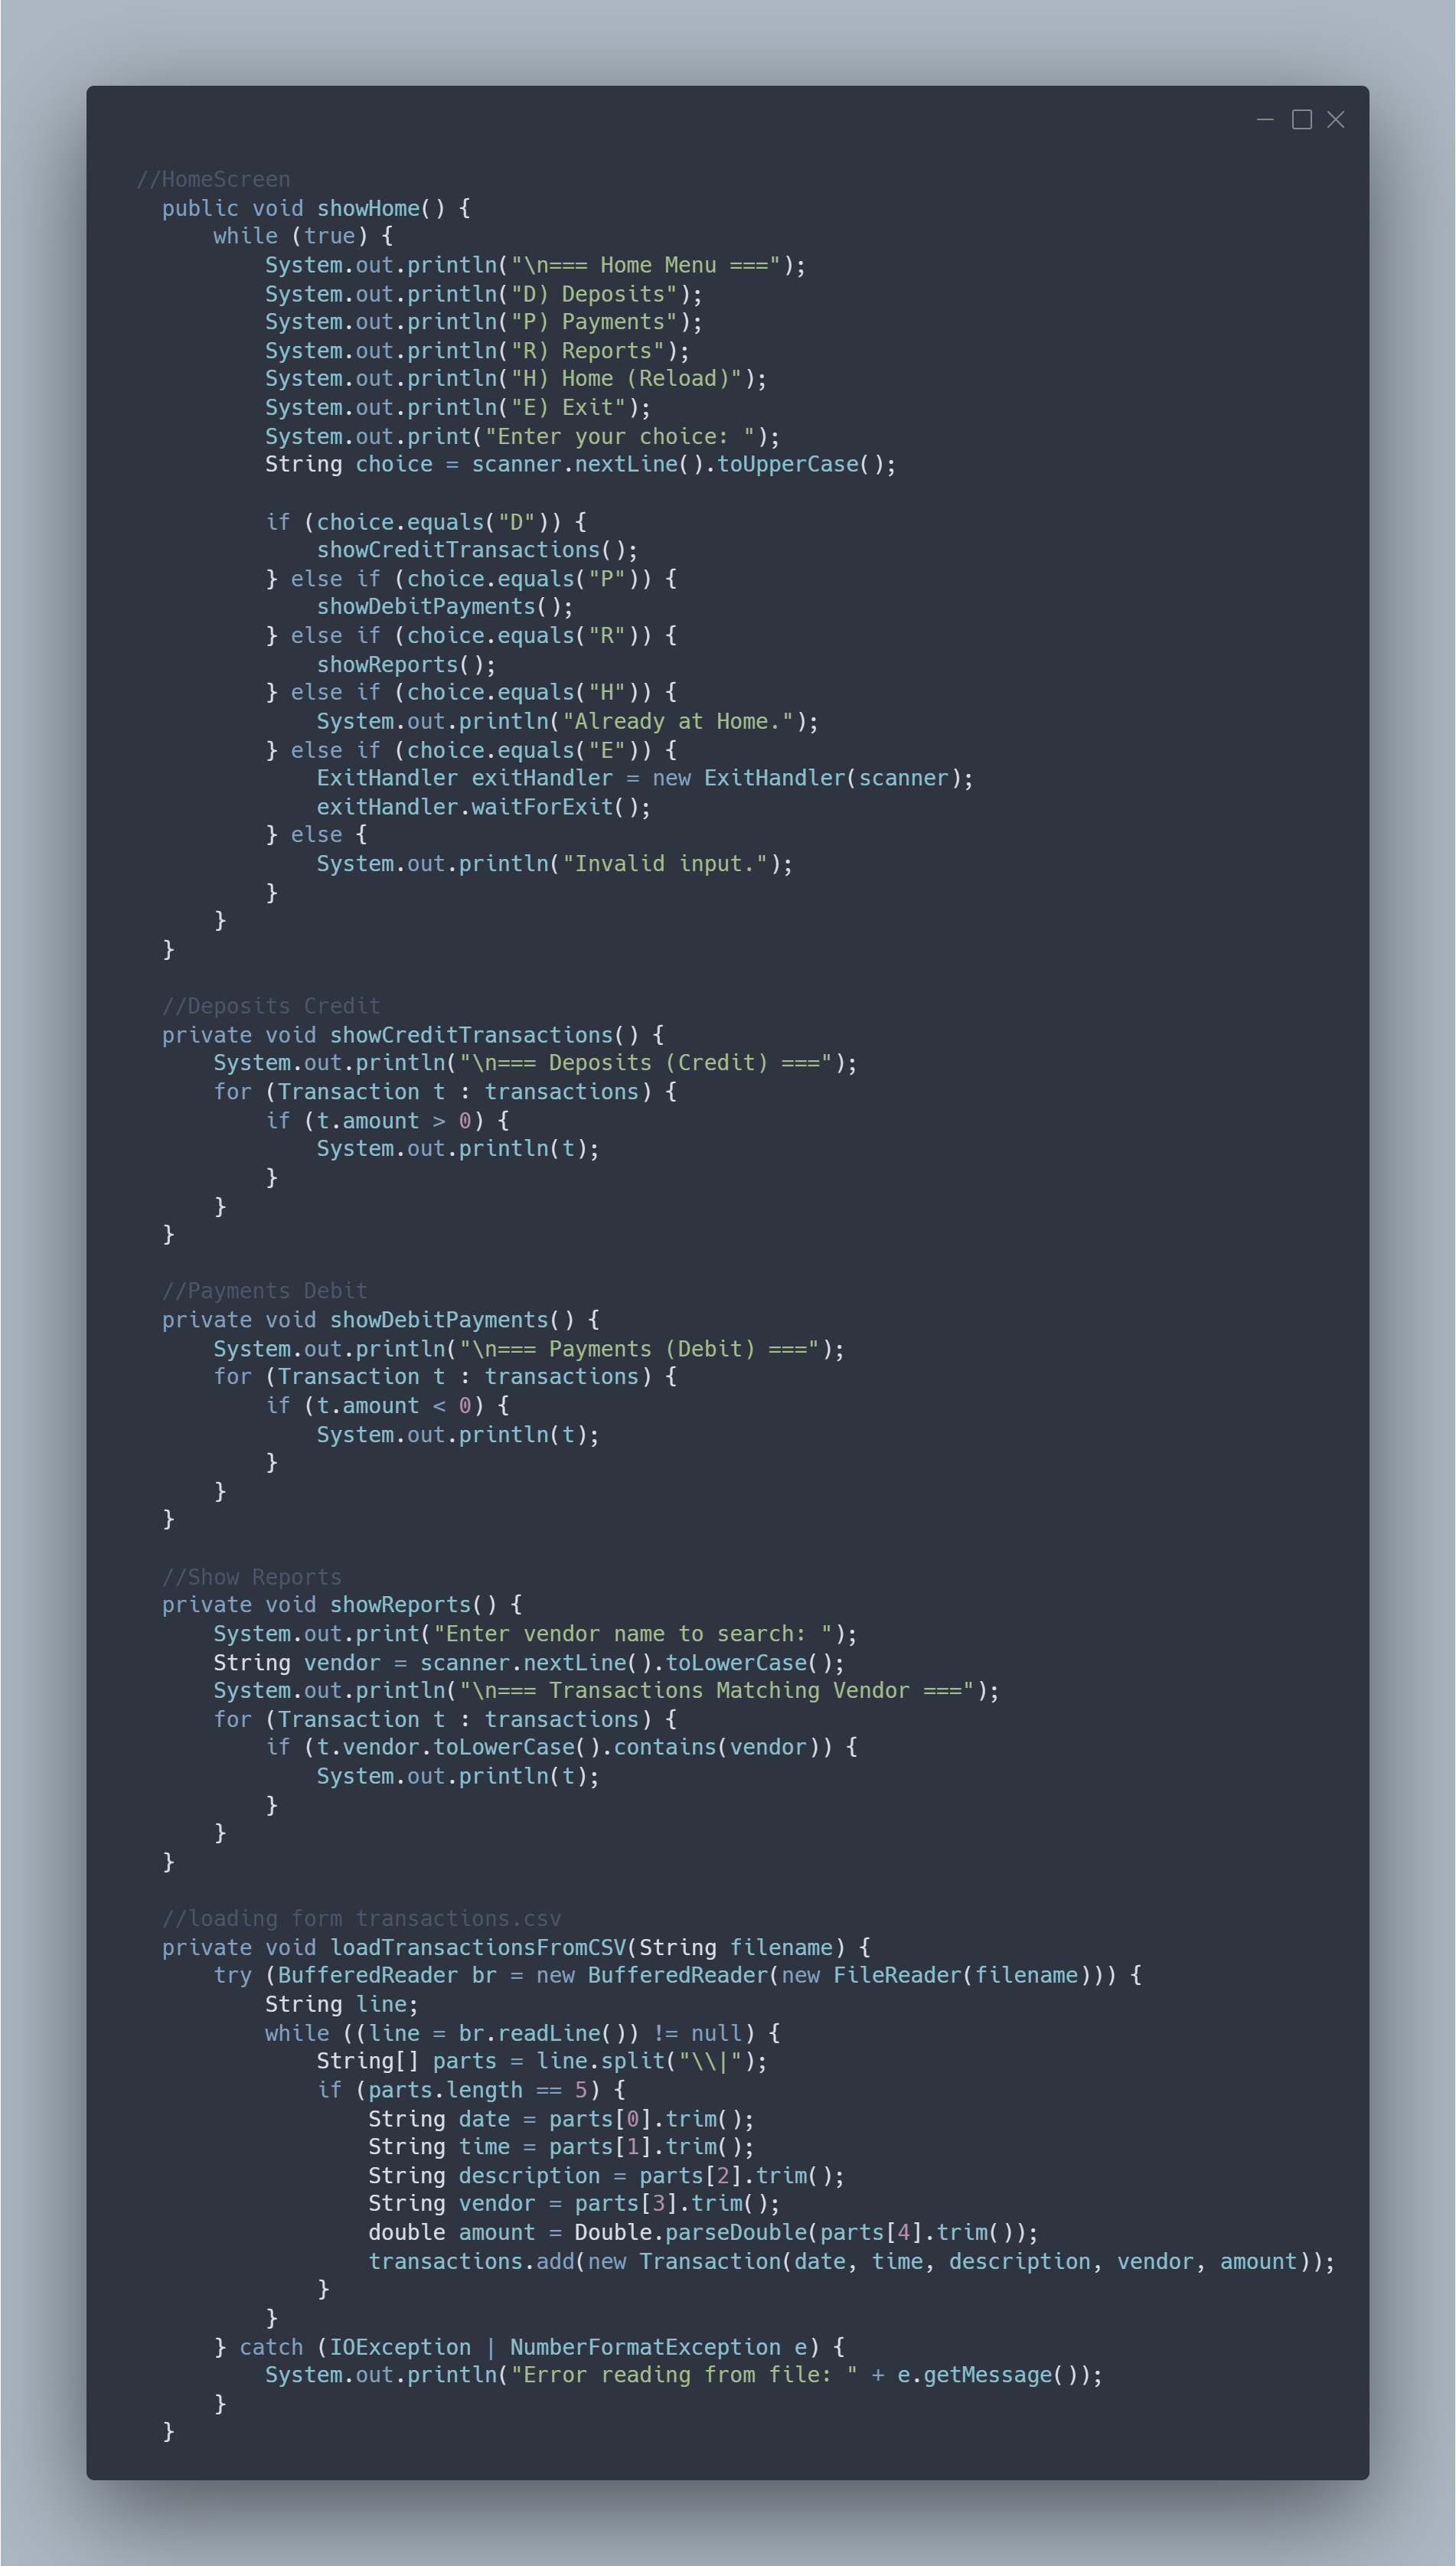 //HomeScreen
public void showHome() {
while (true) {
System.out.println("\n=== Home Menu ===");
System.out.println("D) Deposits");
System.out.println("P) Payments");
System.out.println("R) Reports");
System.out.println("H) Home (Reload)");
System.out.println("E) Exit");
System.out.print("Enter your choice: ");
String choice = scanner.nextLine().toUpperCase();
if (choice.equals("D")) {
showCreditTransactions();
} else if (choice.equals("P")) {
showDebitPayments();
} else if (choice.equals("R")) {
showReports();
} else if (choice.equals("H")) {
System.out.println("Already at Home.");
} else if (choice.equals("E")) {
ExitHandler exitHandler = new ExitHandler(scanner);
exitHandler.waitForExit();
} else {
System.out.println("Invalid input.");
}
}
}
//Deposits Credit
private void showCreditTransactions() {
System.out.println("\n=== Deposits (Credit) ===");
for (Transaction t : transactions) {
if (t.amount > 0) {
System.out.println(t);
}
}
}
//Payments Debit
private void showDebitPayments() {
System.out.println("\n=== Payments (Debit) ===");
for (Transaction t : transactions) {
if (t.amount < 0) {
System.out.println(t);
}
}
}
//Show Reports
private void showReports() {
System.out.print("Enter vendor name to search: ");
String vendor = scanner.nextLine().toLowerCase();
System.out.println("\n=== Transactions Matching Vendor ===");
for (Transaction t : transactions) {
if (t.vendor.toLowerCase().contains(vendor)) {
System.out.println(t);
}
}
}
//loading form transactions.csv
private void loadTransactionsFromCSV(String filename) {
try (BufferedReader br = new BufferedReader(new FileReader(filename))) {
String line;
while ((line = br.readLine()) != null) {
String[] parts = line.split("\\|");
if (parts.length == 5) {
String date = parts[0].trim();
String time = parts[1].trim();
String description = parts[2].trim();
String vendor = parts[3].trim();
double amount = Double.parseDouble(parts[4].trim());
transactions.add(new Transaction(date, time, description, vendor, amount));
}
}
} catch (IOException | NumberFormatException e) {
System.out.println("Error reading from file: " + e.getMessage());
}
}